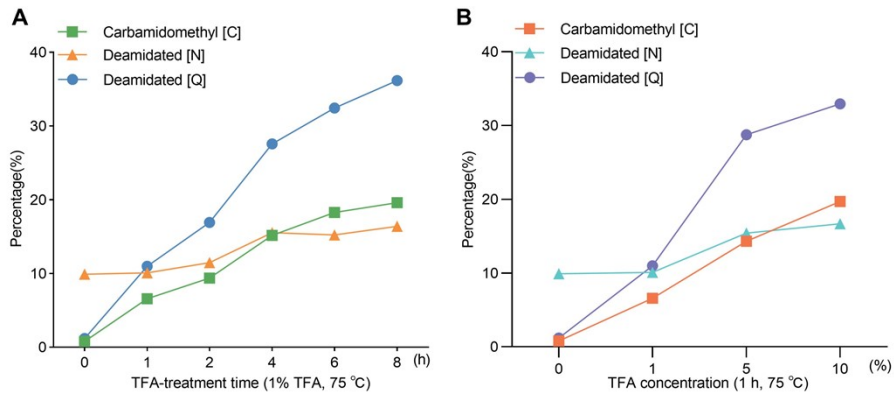 A
Carbamidomethyl [C]
Deamidated [N]
Deamidated [Q]
40
30
20
10
0
Percentage(%)
0 1 2 4 6 8 (h)
TFA-treatment time (1% TFA, 75 °C)
B
Carbamidomethyl [C]
Deamidated [N]
Deamidated [Q]
40
30
20
10
0
Percentage(%)
0 1 5 10 (%)
TFA concentration (1 h, 75 °C)